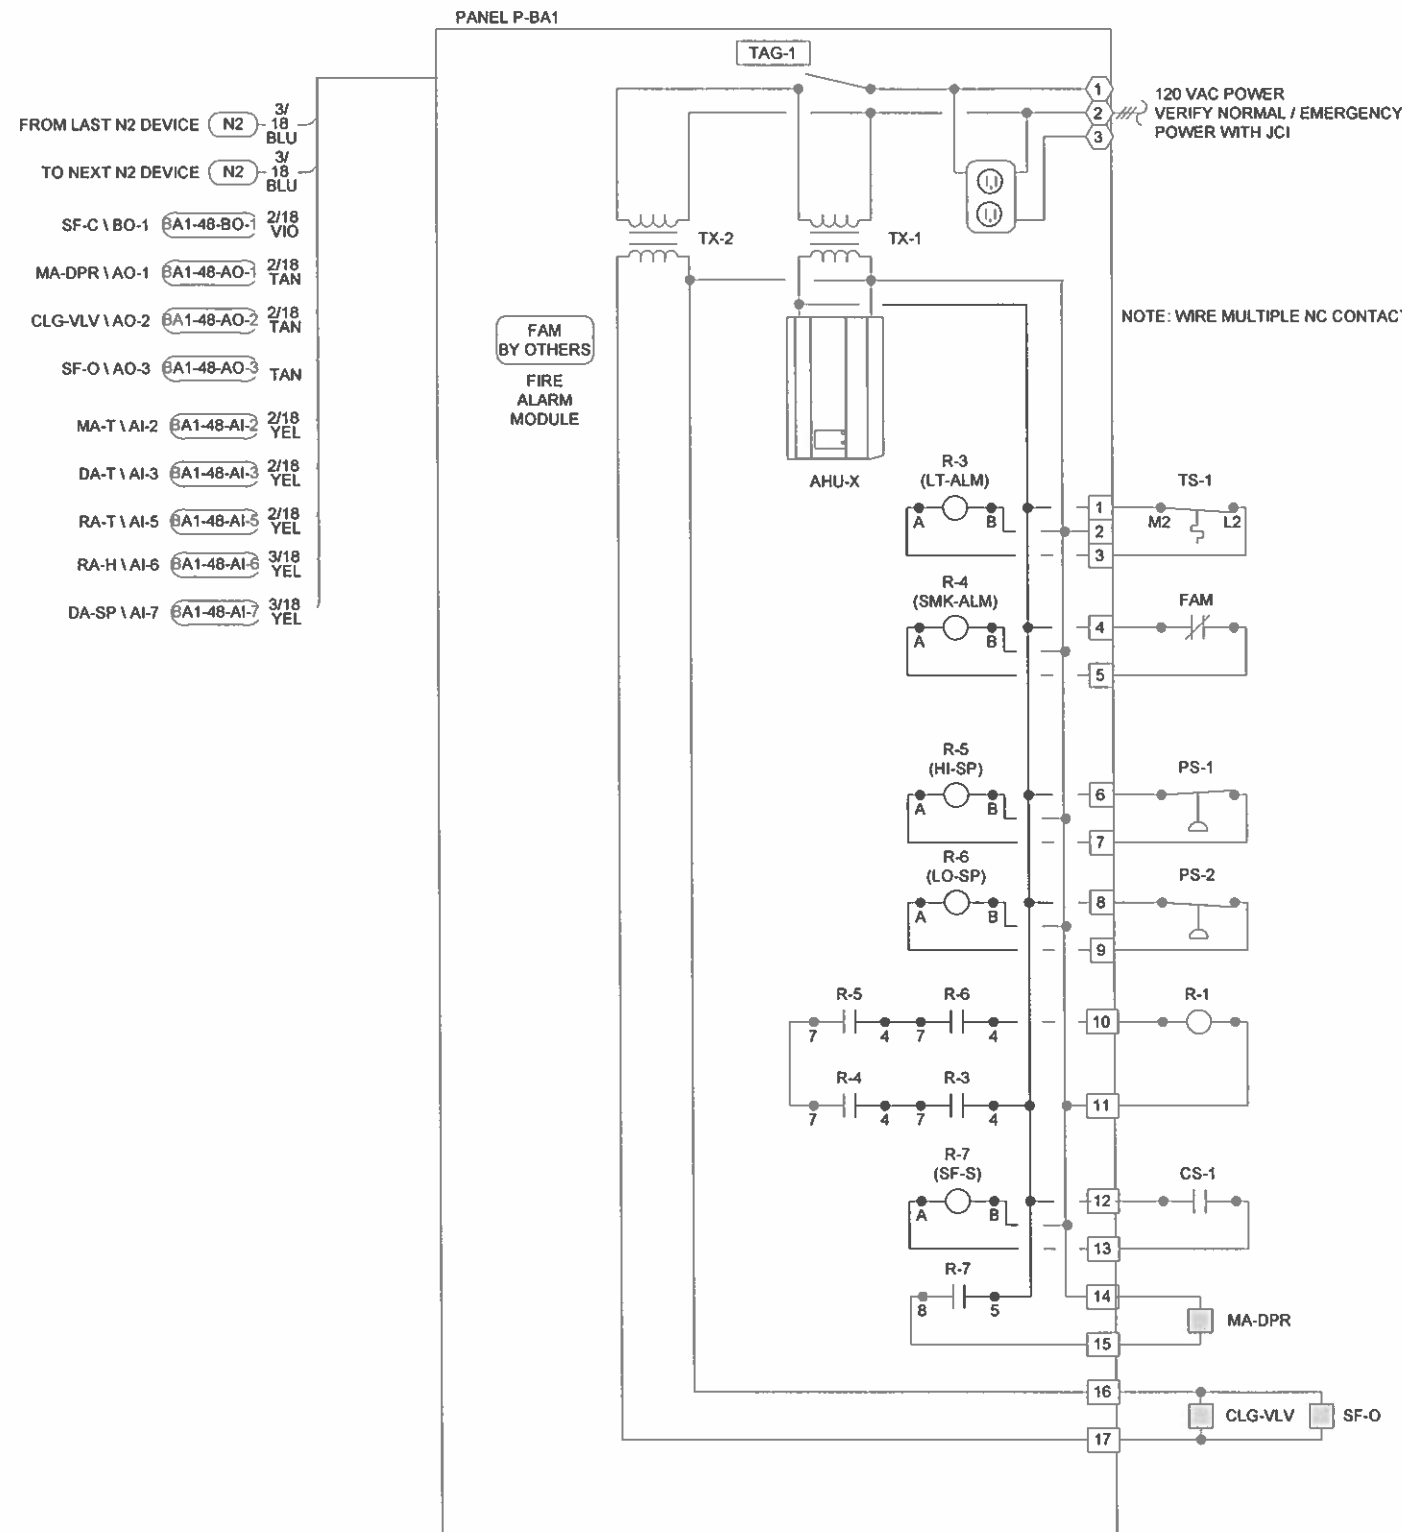 PANEL P-BA1
TAG-1
1
2
3
120 VAC POWER
VERIFY NORMAL / EMERGENCY
POWER WITH JCI
FROM LAST N2 DEVICE N2 3/
18
BLU
TO NEXT N2 DEVICE N2 3/
18
BLU
SF-C \ BO-1 BA1-48-BO-1 2/18
VIO
MA-DPR \ AO-1 BA1-48-AO-1 2/18
TAN
CLG-VLV \ AO-2 BA1-48-AO-2 2/18
TAN
SF-O \ AO-3 BA1-48-AO-3 TAN
MA-T \ AI-2 BA1-48-AI-2 2/18
YEL
DA-T \ AI-3 BA1-48-AI-3 2/18
YEL
RA-T \ AI-5 BA1-48-AI-5 2/18
YEL
RA-H \ AI-6 BA1-48-AI-6 3/18
YEL
DA-SP \ AI-7 BA1-48-AI-7 3/18
YEL
TX-2
TX-1
NOTE: WIRE MULTIPLE NC CONTACT
FAM
BY OTHERS
FIRE
ALARM
MODULE
AHU-X
R-3
(LT-ALM)
A B
1
2
3
TS-1
M2 L2
R-4
(SMK-ALM)
A B
4
5
FAM
R-5
(HI-SP)
A B
6
7
PS-1
R-6
(LO-SP)
A B
8
9
PS-2
R-5 R-6
7 4 7 4
10
R-1
R-4 R-3
7 4 7 4
11
R-7
(SF-S)
A B
12
13
CS-1
R-7
8 5
14
15
MA-DPR
16
17
CLG-VLV SF-O